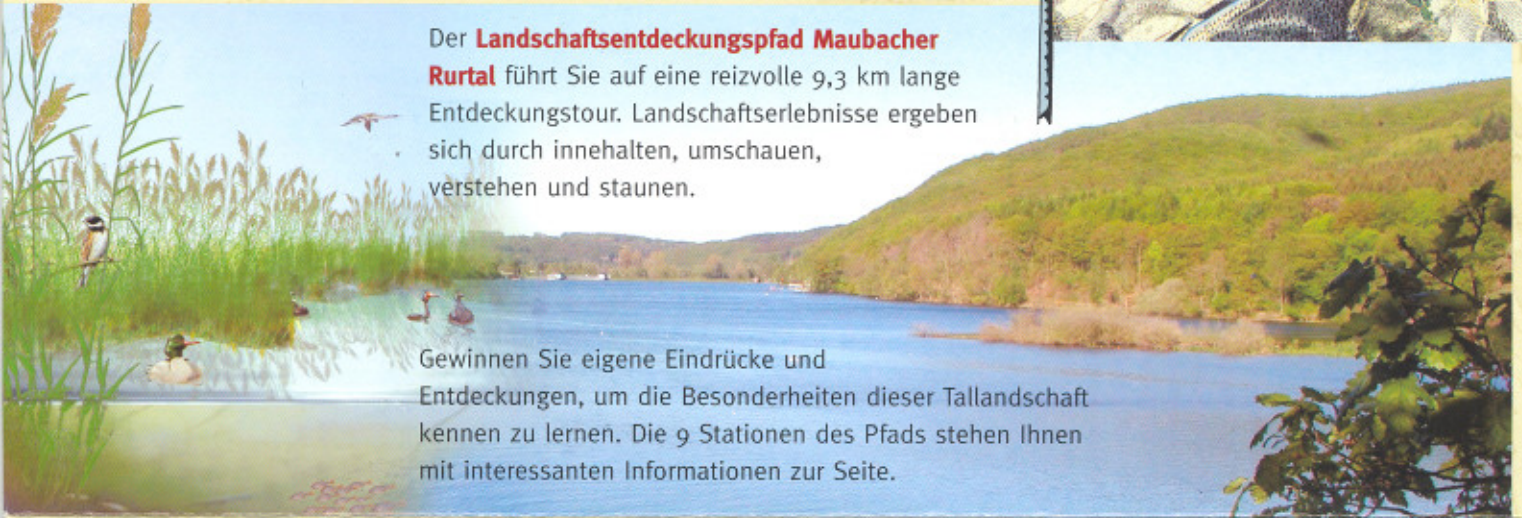 Der Landschaftsentdeckungspfad Maubacher
Rurtal führt Sie auf eine reizvolle 9,3 km lange
Entdeckungstour. Landschaftserlebnisse ergeben
sich durch innehalten, umschauen,
verstehen und staunen.
Gewinnen Sie eigene Eindrücke und
Entdeckungen, um die Besonderheiten dieser Tallandschaft
kennen zu lernen. Die 9 Stationen des Pfads stehen Ihnen
mit interessanten Informationen zur Seite.